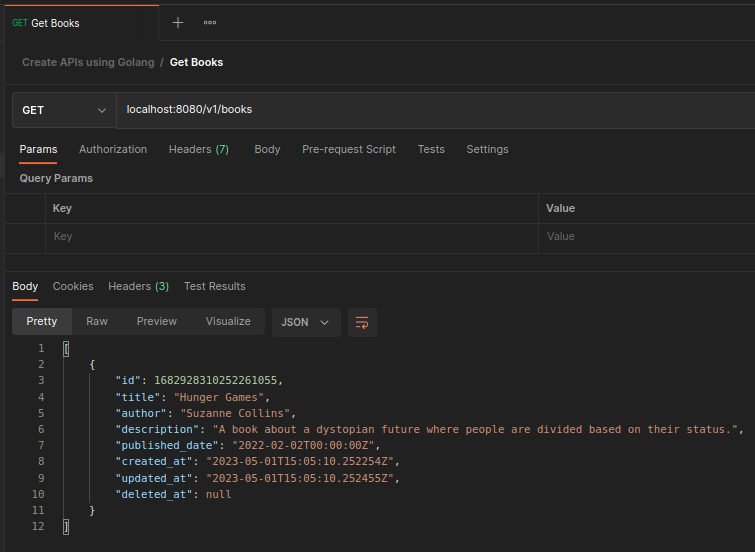 GET Get Books
Create APIs using Golang / Get Books
GET localhost:8080/v1/books
Params Authorization Headers (7) Body Pre-request Script Tests Settings
Query Params
Key Value
Key Value
Body Cookies Headers (3) Test Results
Pretty Raw Preview Visualize JSON
1 [
2 {
3 "id": 1682928310252261055,
4 "title": "Hunger Games",
5 "author": "Suzanne Collins",
6 "description": "A book about a dystopian future where people are divided based on their status.",
7 "published_date": "2022-02-02T00:00:00Z",
8 "created_at": "2023-05-01T15:05:10.252254Z",
9 "updated_at": "2023-05-01T15:05:10.252455Z",
10 "deleted_at": null
11 }
12 ]